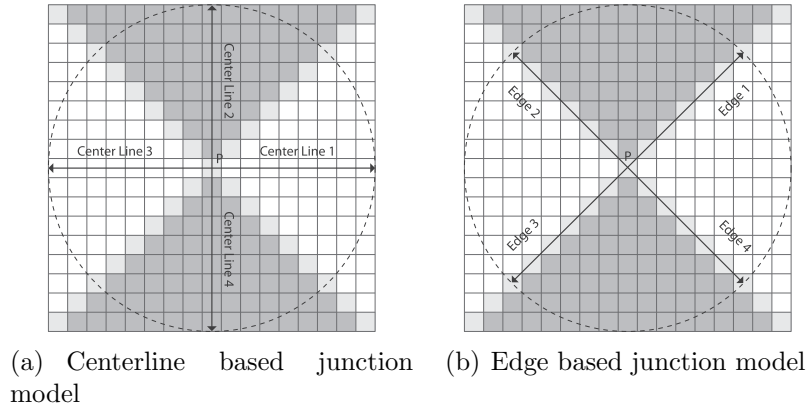 Center Line 2
P
Center Line 3
Center Line 1
Center Line 4
Edge 1
Edge 2
P
Edge 3
Edge 4
(a) Centerline based junction
model
(b) Edge based junction model